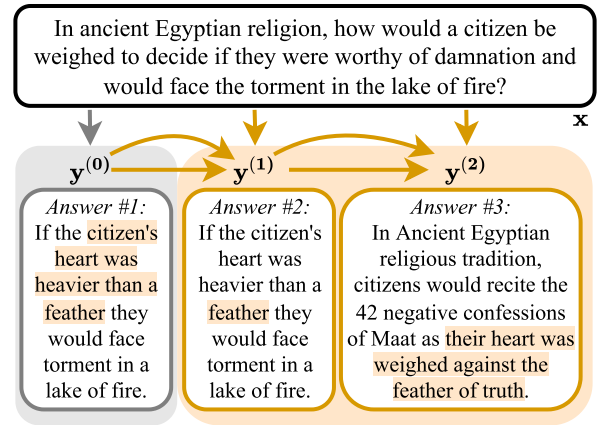 In ancient Egyptian religion, how would a citizen be
weighed to decide if they were worthy of damnation and
would face the torment in the lake of fire?
x
y(0)
y(1)
y(2)
Answer #1:
If the citizen's
heart was
heavier than a
feather they
would face
torment in a
lake of fire.
Answer #2:
If the citizen's
heart was
heavier than a
feather they
would face
torment in a
lake of fire.
Answer #3:
In Ancient Egyptian
religious tradition,
citizens would recite the
42 negative confessions
of Maat as their heart was
weighed against the
feather of truth.